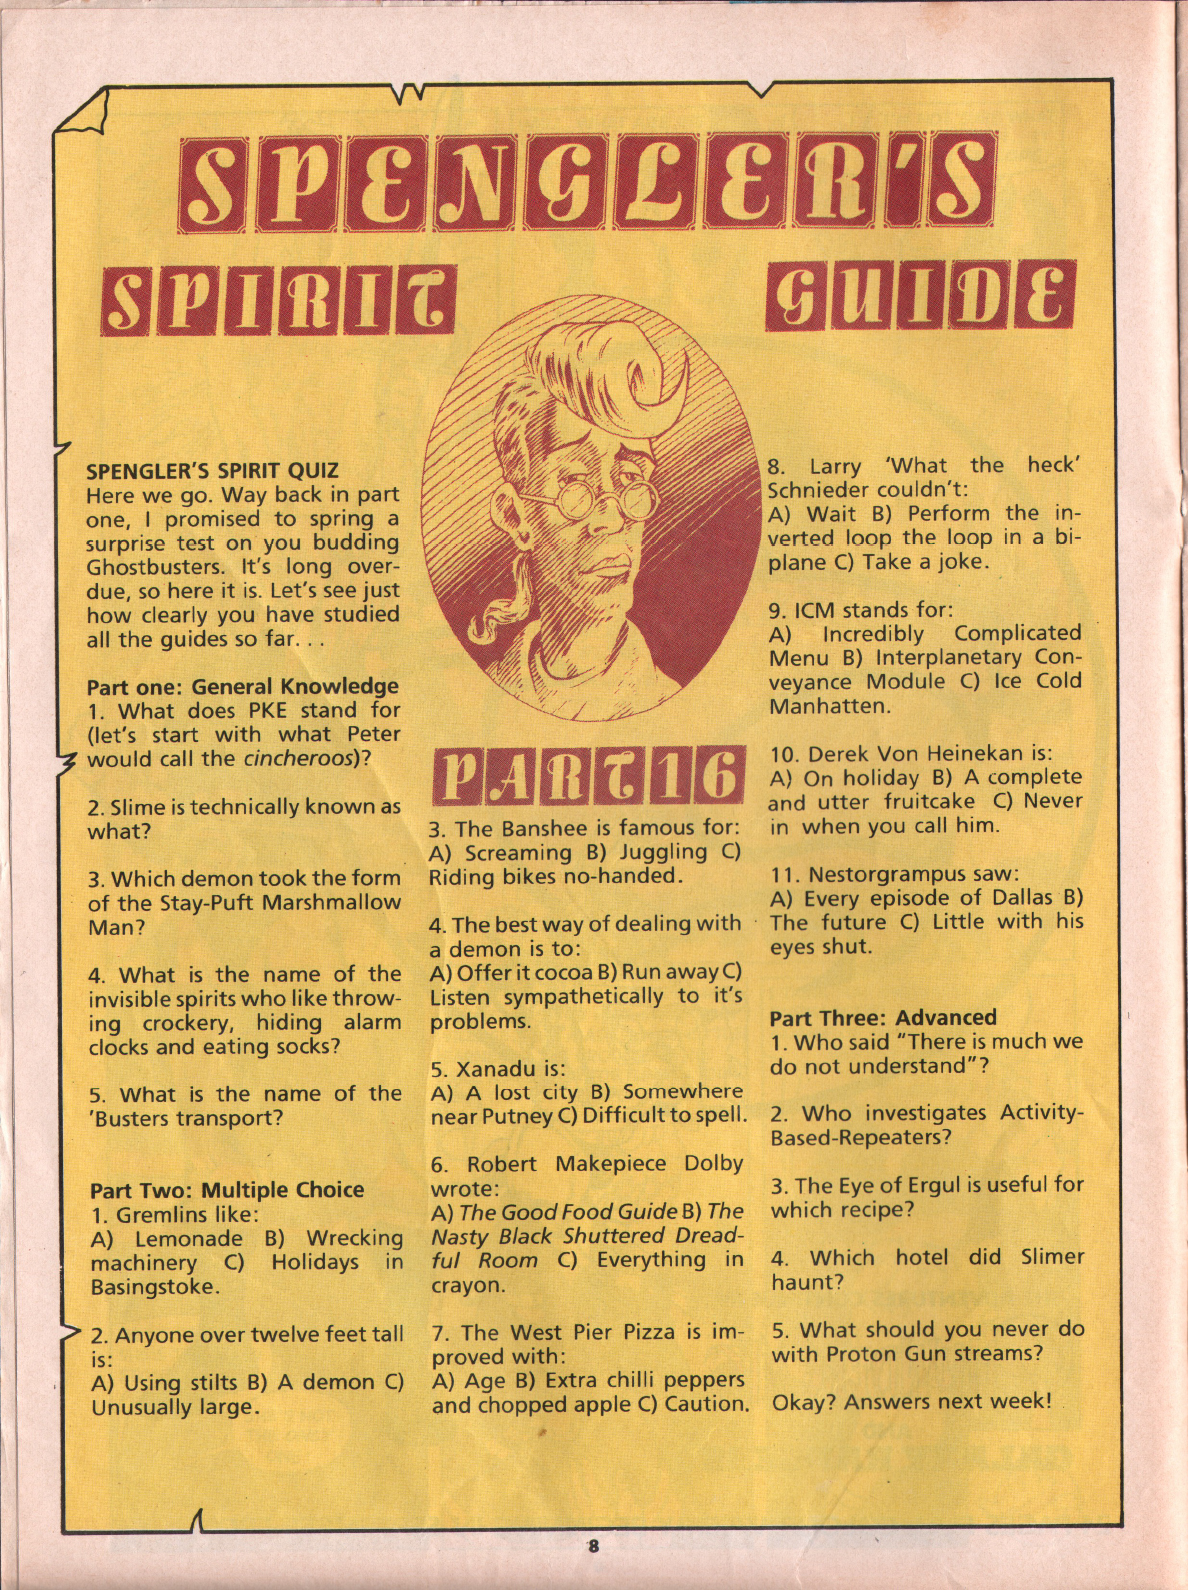 SPENGLER'S
SPIRIT GUIDE
SPENGLER'S SPIRIT QUIZ
Here we go. Way back in part
one, I promised to spring a
surprise test on you budding
Ghostbusters. It's long over-
due, so here it is. Let's see just
how clearly you have studied
all the guides so far. . .
Part one: General Knowledge
1. What does PKE stand for
(let's start with what Peter
would call the cincheroos)?
2. Slime is technically known as
what?
3. Which demon took the form
of the Stay-Puft Marshmallow
Man?
4. What is the name of the
invisible spirits who like throw-
ing crockery, hiding alarm
clocks and eating socks?
5. What is the name of the
'Busters transport?
Part Two: Multiple Choice
1. Gremlins like:
A) Lemonade B) Wrecking
machinery C) Holidays in
Basingstoke.
2. Anyone over twelve feet tall
is:
A) Using stilts B) A demon C)
Unusually large.
PART 16
3. The Banshee is famous for:
A) Screaming B) Juggling C)
Riding bikes no-handed.
4. The best way of dealing with
a demon is to:
A) Offer it cocoa B) Run away C)
Listen sympathetically to it's
problems.
5. Xanadu is:
A) A lost city B) Somewhere
near Putney C) Difficult to spell.
6. Robert Makepiece Dolby
wrote:
A) The Good Food Guide B) The
Nasty Black Shuttered Dread-
ful Room C) Everything in
crayon.
7. The West Pier Pizza is im-
proved with:
A) Age B) Extra chilli peppers
and chopped apple C) Caution.
8. Larry 'What the heck'
Schnieder couldn't:
A) Wait B) Perform the in-
verted loop the loop in a bi-
plane C) Take a joke.
9. ICM stands for:
A) Incredibly Complicated
Menu B) Interplanetary Con-
veyance Module C) Ice Cold
Manhatten.
10. Derek Von Heinekan is:
A) On holiday B) A complete
and utter fruitcake C) Never
in when you call him.
11. Nestorgrampus saw:
A) Every episode of Dallas B)
The future C) Little with his
eyes shut.
Part Three: Advanced
1. Who said "There is much we
do not understand"?
2. Who investigates Activity-
Based-Repeaters?
3. The Eye of Ergul is useful for
which recipe?
4. Which hotel did Slimer
haunt?
5. What should you never do
with Proton Gun streams?
Okay? Answers next week!
8